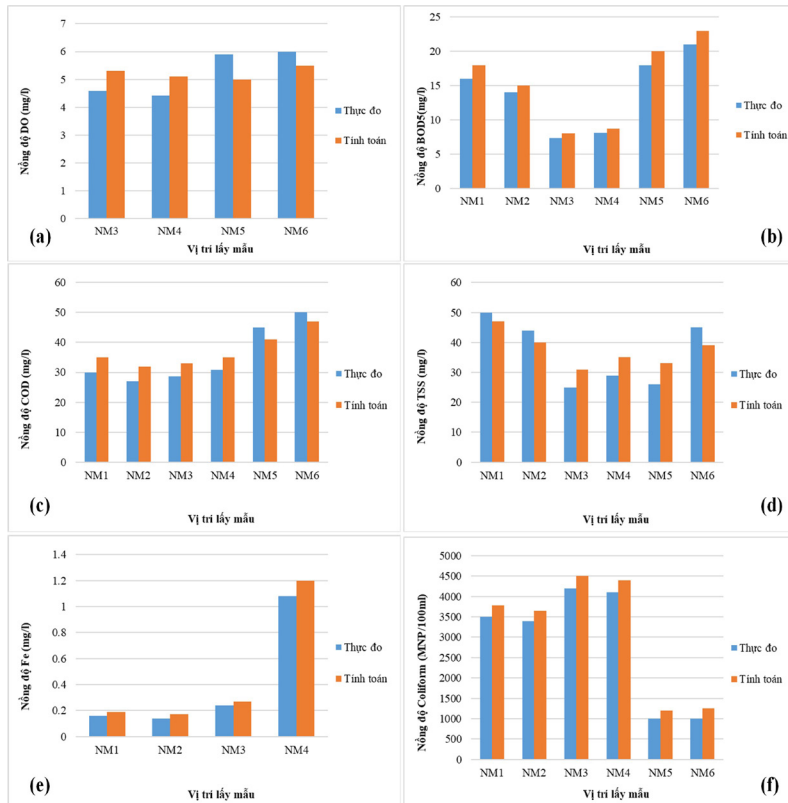 7
6
5
4
3
2
1
0
Nồng độ DO (mg/l)
NM3 NM4 NM5 NM6
Vị trí lấy mẫu
Thực đo
Tính toán
(a)
25
20
15
10
5
0
Nồng độ BOD5(mg/l)
NM1 NM2 NM3 NM4 NM5 NM6
Vị trí lấy mẫu
Thực đo
Tính toán
(b)
60
50
40
30
20
10
0
Nồng độ COD (mg/l)
NM1 NM2 NM3 NM4 NM5 NM6
Vị trí lấy mẫu
Thực đo
Tính toán
(c)
60
50
40
30
20
10
0
Nồng độ TSS (mg/l)
NM1 NM2 NM3 NM4 NM5 NM6
Vị trí lấy mẫu
Thực đo
Tính toán
(d)
1.4
1.2
1
0.8
0.6
0.4
0.2
0
Nồng độ Fe (mg/l)
NM1 NM2 NM3 NM4
Vị trí lấy mẫu
Thực đo
Tính toán
(e)
5000
4500
4000
3500
3000
2500
2000
1500
1000
500
0
Nồng độ Coliform (MNP/100ml)
NM1 NM2 NM3 NM4 NM5 NM6
Vị trí lấy mẫu
Thực đo
Tính toán
(f)